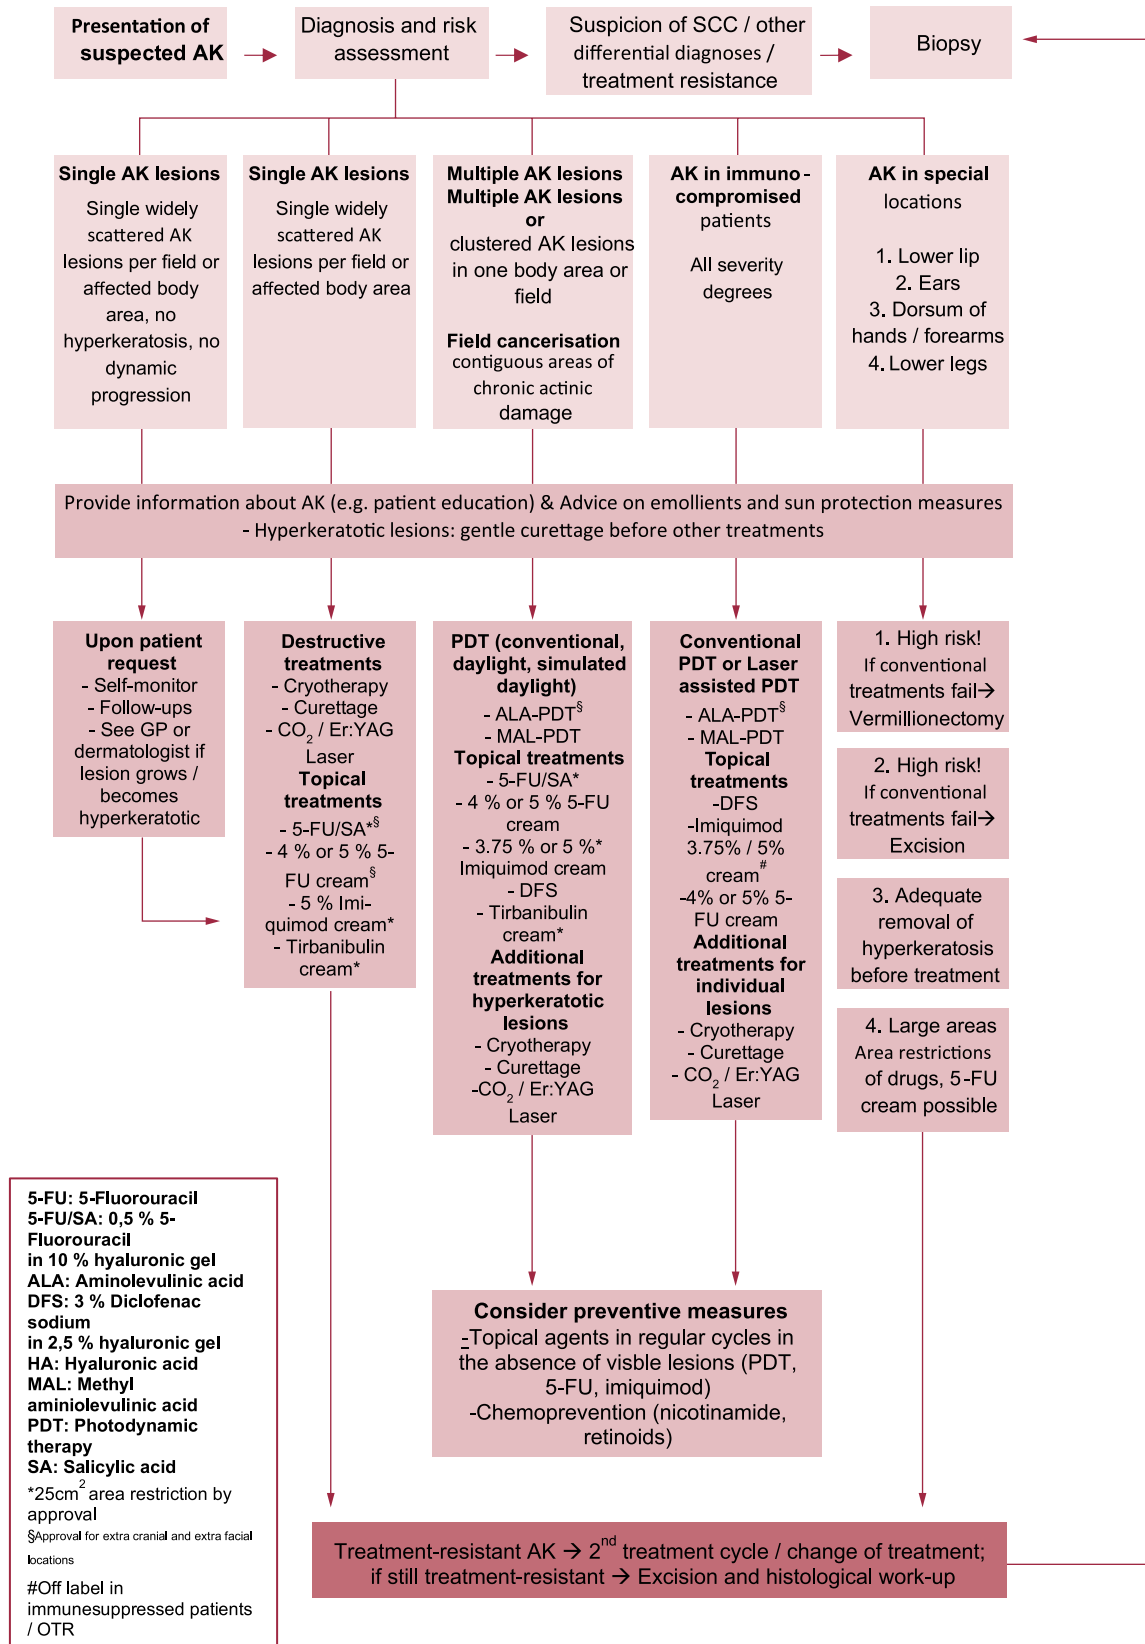 Presentation of
suspected AK
Diagnosis and risk
assessment
Suspicion of SCC / other
differential diagnoses /
treatment resistance
Biopsy
Single AK lesions
Single widely
scattered AK
lesions per field or
affected body
area, no
hyperkeratosis, no
dynamic
progression
Single AK lesions
Single widely
scattered AK
lesions per field or
affected body area
Multiple AK lesions
Multiple AK lesions
or
clustered AK lesions
in one body area or
field
Field cancerisation
contiguous areas of
chronic actinic
damage
AK in immuno-
compromised
patients
All severity
degrees
AK in special
locations
1. Lower lip
2. Ears
3. Dorsum of
hands / forearms
4. Lower legs
Provide information about AK (e.g. patient education) & Advice on emollients and sun protection measures
- Hyperkeratotic lesions: gentle curettage before other treatments
Upon patient
request
- Self-monitor
- Follow-ups
- See GP or
dermatologist if
lesion grows /
becomes
hyperkeratotic
Destructive
treatments
- Cryotherapy
- Curettage
- CO2 / Er:YAG
Laser
Topical
treatments
- 5-FU/SA*§
- 4 % or 5 % 5-
FU cream§
- 5 % Imi-
quimod cream*
- Tirbanibulin
cream*
PDT (conventional,
daylight, simulated
daylight)
- ALA-PDT§
- MAL-PDT
Topical treatments
- 5-FU/SA*
- 4 % or 5 % 5-FU
cream
- 3.75 % or 5 %*
Imiquimod cream
- DFS
- Tirbanibulin
cream*
Additional
treatments for
hyperkeratotic
lesions
- Cryotherapy
- Curettage
-CO2 / Er:YAG
Laser
Conventional
PDT or Laser
assisted PDT
- ALA-PDT§
- MAL-PDT
Topical
treatments
-DFS
-Imiquimod
3.75% / 5%
cream#
-4% or 5% 5-
FU cream
Additional
treatments for
individual
lesions
- Cryotherapy
- Curettage
- CO2 / Er:YAG
Laser
1. High risk!
If conventional
treatments fail→
Vermillionectomy
2. High risk!
If conventional
treatments fail→
Excision
3. Adequate
removal of
hyperkeratosis
before treatment
4. Large areas
Area restrictions
of drugs, 5-FU
cream possible
5-FU: 5-Fluorouracil
5-FU/SA: 0,5 % 5-
Fluorouracil
in 10 % hyaluronic gel
ALA: Aminolevulinic acid
DFS: 3 % Diclofenac
sodium
in 2,5 % hyaluronic gel
HA: Hyaluronic acid
MAL: Methyl
aminiolevulinic acid
PDT: Photodynamic
therapy
SA: Salicylic acid
*25cm2 area restriction by
approval
§Approval for extra cranial and extra facial
locations
#Off label in
immunesuppressed patients
/ OTR
Consider preventive measures
-Topical agents in regular cycles in
the absence of visble lesions (PDT,
5-FU, imiquimod)
-Chemoprevention (nicotinamide,
retinoids)
Treatment-resistant AK → 2nd treatment cycle / change of treatment;
if still treatment-resistant → Excision and histological work-up